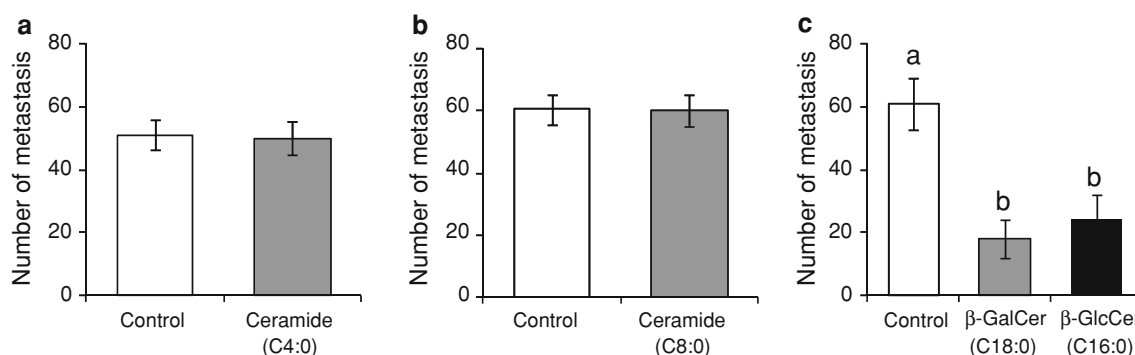 a
Number of metastasis
80
60
40
20
0
Control
Ceramide
(C4:0)
b
Number of metastasis
80
60
40
20
0
Control
Ceramide
(C8:0)
c
Number of metastasis
80
60
40
20
0
a
b
b
Control
β-GalCer
(C18:0)
β-GlcCer
(C16:0)